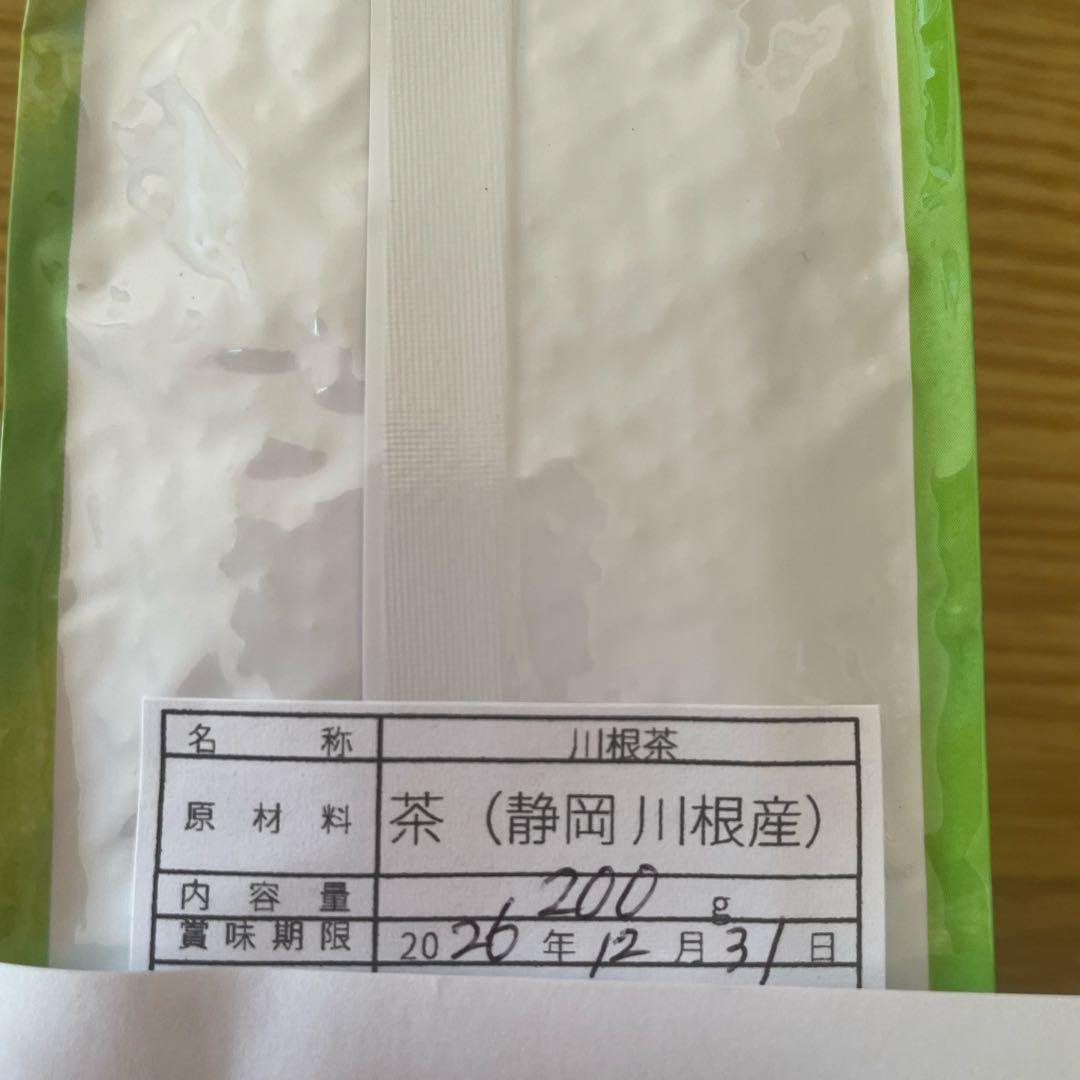 名称 川根茶
原材料 茶（静岡 川根産）
内容量 200 g
賞味期限 2026年12月31日